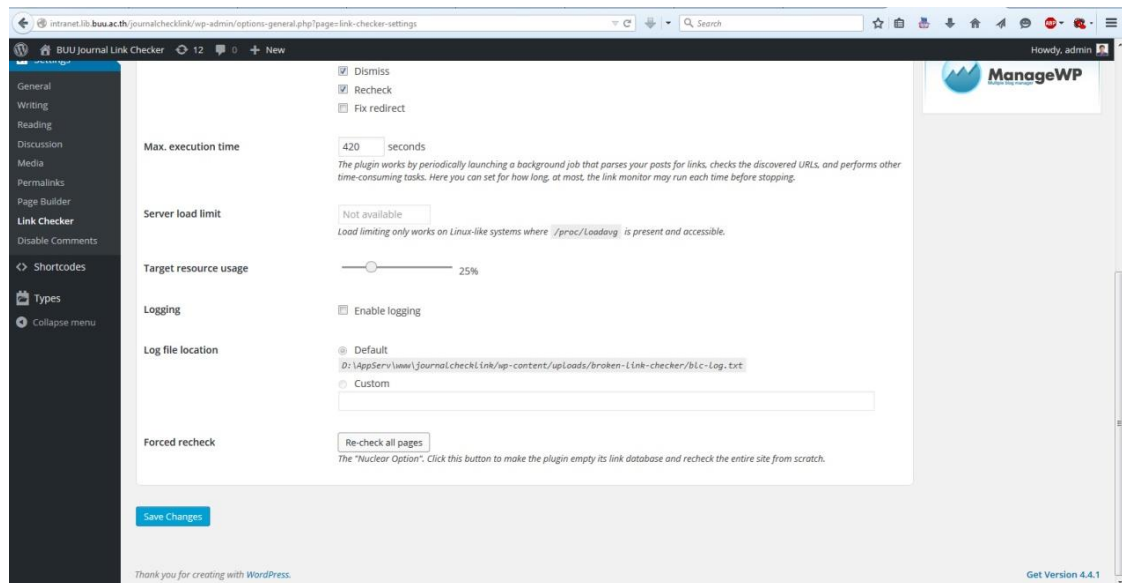 intranet.lib.buu.ac.th/journalchecklink/wp-admin/options-general.php?page=link-checker-settings
Search
BUU Journal Link Checker 12 0 + New
Howdy, admin
Settings
General
Writing
Reading
Discussion
Media
Permalinks
Page Builder
Link Checker
Disable Comments
Shortcodes
Types
Collapse menu
Dismiss
Recheck
Fix redirect
Max. execution time
420 seconds
The plugin works by periodically launching a background job that parses your posts for links, checks the discovered URLs, and performs other
time-consuming tasks. Here you can set for how long, at most, the link monitor may run each time before stopping.
Server load limit
Not available
Load limiting only works on Linux-like systems where /proc/loadavg is present and accessible.
Target resource usage
25%
Logging
Enable logging
Log file location
Default
D:\AppServ\www\journalchecklink/wp-content/uploads/broken-link-checker/blc-log.txt
Custom
Forced recheck
Re-check all pages
The "Nuclear Option". Click this button to make the plugin empty its link database and recheck the entire site from scratch.
Save Changes
ManageWP
Multiple blog manager
Thank you for creating with WordPress.
Get Version 4.4.1